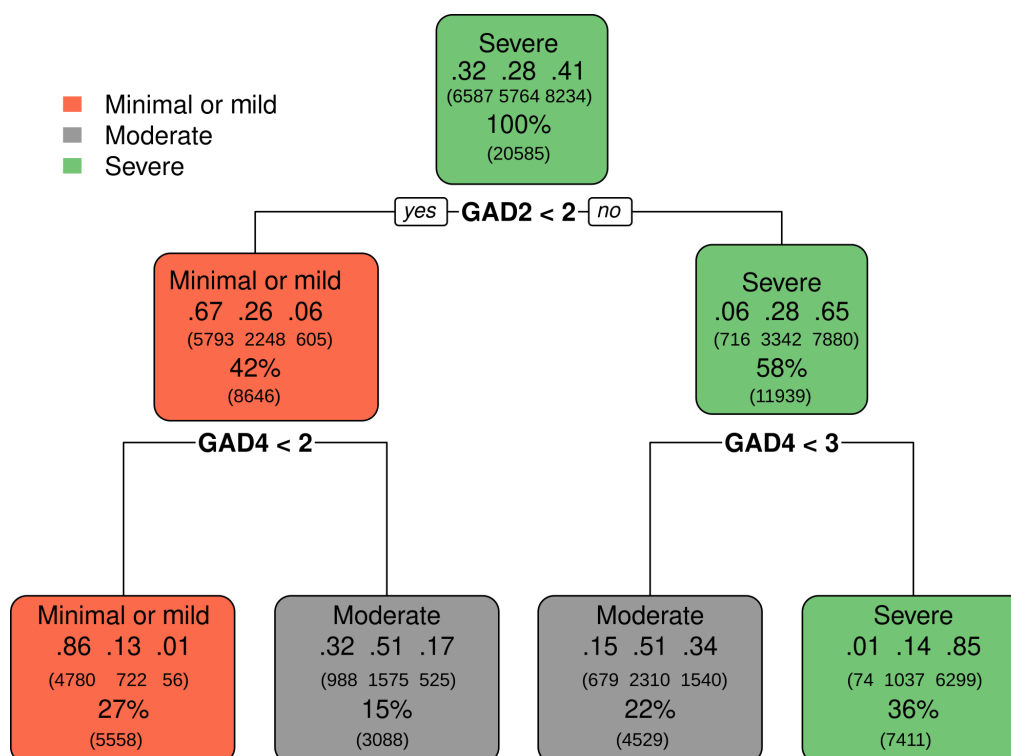 Severe
.32 .28 .41
(6587 5764 8234)
100%
(20585)
Minimal or mild
Moderate
Severe
yes GAD2 < 2 no
Minimal or mild
.67 .26 .06
(5793 2248 605)
42%
(8646)
Severe
.06 .28 .65
(716 3342 7880)
58%
(11939)
GAD4 < 2
GAD4 < 3
Minimal or mild
.86 .13 .01
(4780 722 56)
27%
(5558)
Moderate
.32 .51 .17
(988 1575 525)
15%
(3088)
Moderate
.15 .51 .34
(679 2310 1540)
22%
(4529)
Severe
.01 .14 .85
(74 1037 6299)
36%
(7411)